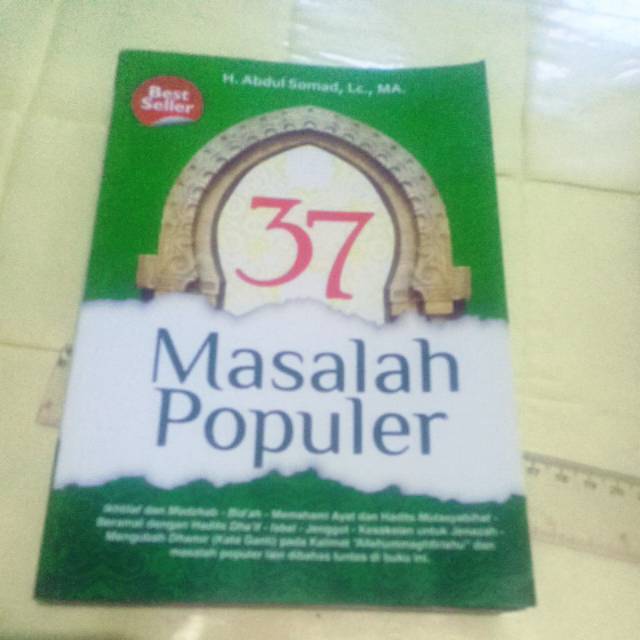 H. Abdul Somad, Lc., MA.
Best
Seller
37
Masalah
Populer
Ikhtilaf dan Madzhab - Bid'ah - Memahami Ayat dan Hadits Mutasyabihat -
Beramal dengan Hadits Dha'if - Isbal - Jenggot - Kesaksian untuk Jenazah -
Mengubah Dhamir (Kata Ganti) pada Kalimat "Allahummaghfirlahu" dan
masalah populer lain dibahas tuntas di buku ini.